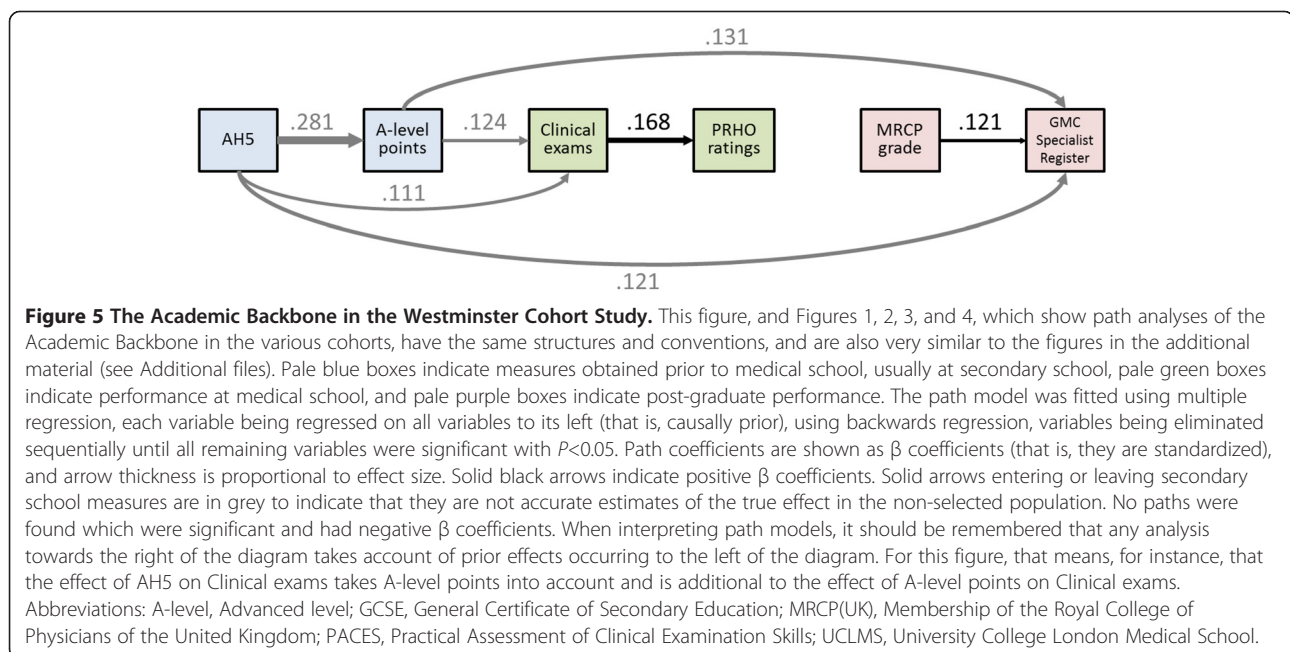 .131
.281
.124
.168
.121
AH5
A-level
points
Clinical
exams
PRHO
ratings
MRCP
grade
GMC
Specialist
Register
.111
.121
Figure 5 The Academic Backbone in the Westminster Cohort Study. This figure, and Figures 1, 2, 3, and 4, which show path analyses of the
Academic Backbone in the various cohorts, have the same structures and conventions, and are also very similar to the figures in the additional
material (see Additional files). Pale blue boxes indicate measures obtained prior to medical school, usually at secondary school, pale green boxes
indicate performance at medical school, and pale purple boxes indicate post-graduate performance. The path model was fitted using multiple
regression, each variable being regressed on all variables to its left (that is, causally prior), using backwards regression, variables being eliminated
sequentially until all remaining variables were significant with P<0.05. Path coefficients are shown as β coefficients (that is, they are standardized),
and arrow thickness is proportional to effect size. Solid black arrows indicate positive β coefficients. Solid arrows entering or leaving secondary
school measures are in grey to indicate that they are not accurate estimates of the true effect in the non-selected population. No paths were
found which were significant and had negative β coefficients. When interpreting path models, it should be remembered that any analysis
towards the right of the diagram takes account of prior effects occurring to the left of the diagram. For this figure, that means, for instance, that
the effect of AH5 on Clinical exams takes A-level points into account and is additional to the effect of A-level points on Clinical exams.
Abbreviations: A-level, Advanced level; GCSE, General Certificate of Secondary Education; MRCP(UK), Membership of the Royal College of
Physicians of the United Kingdom; PACES, Practical Assessment of Clinical Examination Skills; UCLMS, University College London Medical School.